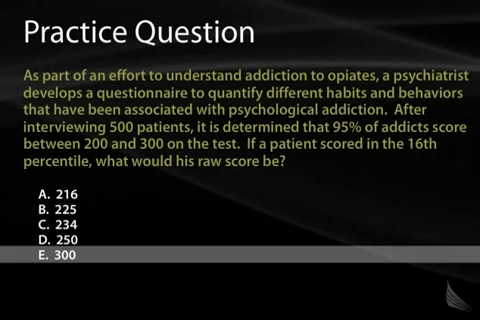 Practice Question
As part of an effort to understand addiction to opiates, a psychiatrist
develops a questionnaire to quantify different habits and behaviors
that have been associated with psychological addiction. After
interviewing 500 patients, it is determined that 95% of addicts score
between 200 and 300 on the test. If a patient scored in the 16th
percentile, what would his raw score be?
A. 216
B. 225
C. 234
D. 250
E. 300